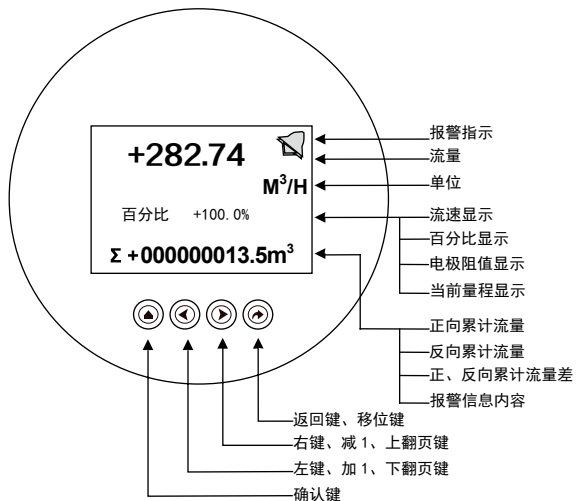 报警指示
+282.74
流量
M³/H
单位
百分比 +100.0%
流速显示
百分比显示
Σ +000000013.5m³
电极阻值显示
当前量程显示
正向累计流量
反向累计流量
正、反向累计流量差
报警信息内容
返回键、移位键
右键、减1、上翻页键
左键、加1、下翻页键
确认键